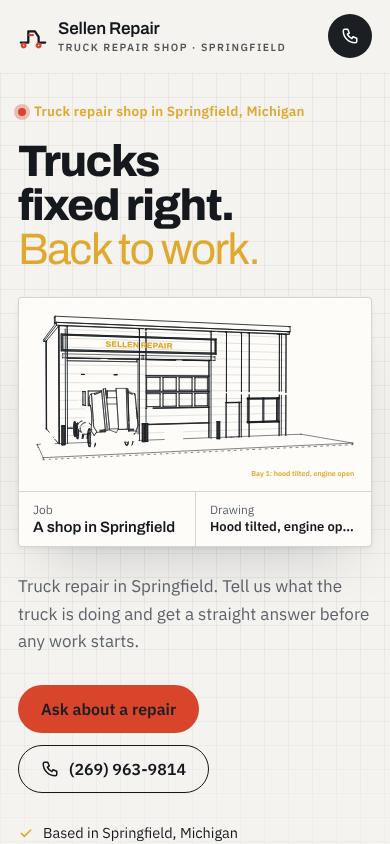 Sellen Repair
TRUCK REPAIR SHOP · SPRINGFIELD
Truck repair shop in Springfield, Michigan
Trucks
fixed right.
Back to work.
SELLEN REPAIR
Bay 1: hood tilted, engine open
Job
A shop in Springfield
Drawing
Hood tilted, engine op...
Truck repair in Springfield. Tell us what the
truck is doing and get a straight answer before
any work starts.
Ask about a repair
(269) 963-9814
Based in Springfield, Michigan